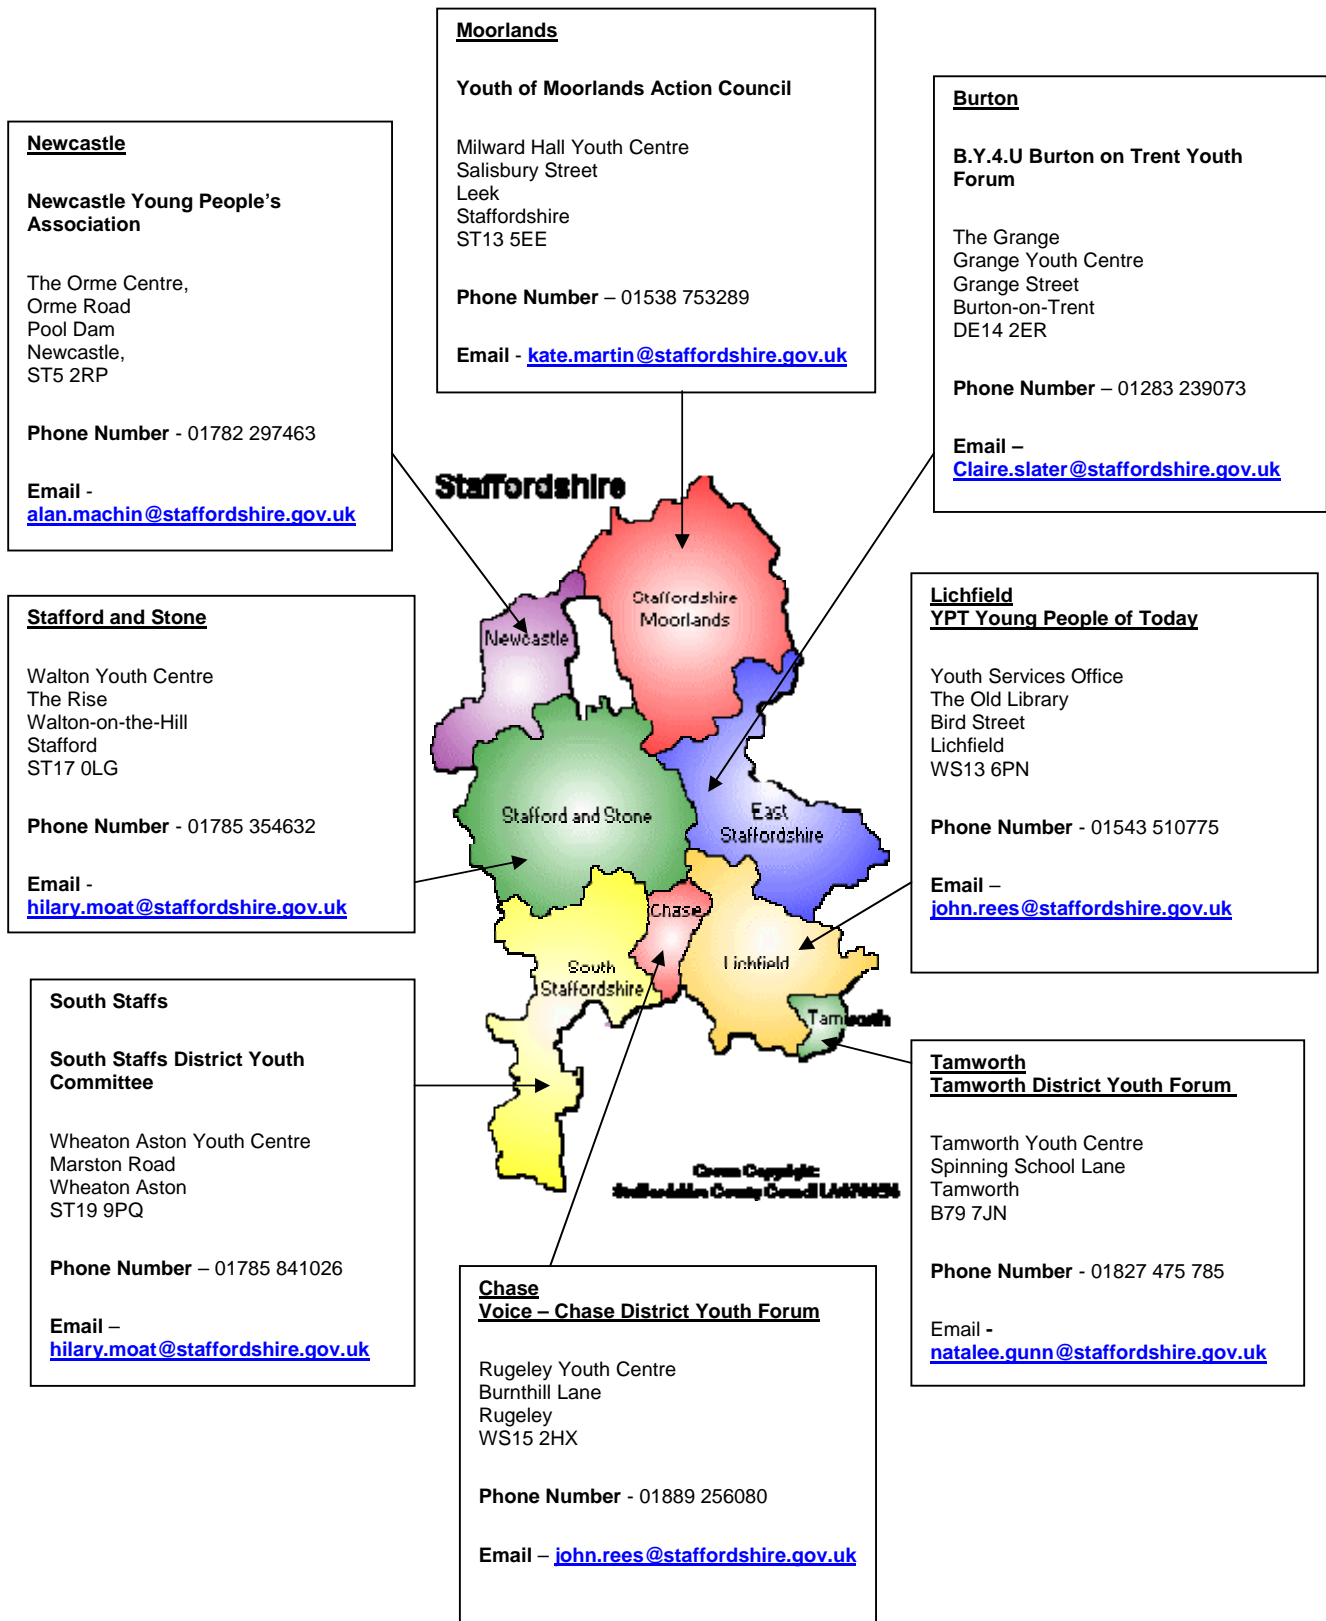 Moorlands
Youth of Moorlands Action Council
Milward Hall Youth Centre
Salisbury Street
Leek
Staffordshire
ST13 5EE
Phone Number – 01538 753289
Email - kate.martin@staffordshire.gov.uk
Burton
B.Y.4.U Burton on Trent Youth
Forum
The Grange
Grange Youth Centre
Grange Street
Burton-on-Trent
DE14 2ER
Phone Number – 01283 239073
Email –
Claire.slater@staffordshire.gov.uk
Newcastle
Newcastle Young People's
Association
The Orme Centre,
Orme Road
Pool Dam
Newcastle,
ST5 2RP
Phone Number - 01782 297463
Email -
alan.machin@staffordshire.gov.uk
Staffordshire
Staffordshire
Moorlands
Newcastle
Stafford and Stone
East
Staffordshire
Chase
South
Staffordshire
Lichfield
Tamworth
Crown Copyright:
Staffordshire County Council
Stafford and Stone
Walton Youth Centre
The Rise
Walton-on-the-Hill
Stafford
ST17 0LG
Phone Number - 01785 354632
Email -
hilary.moat@staffordshire.gov.uk
Lichfield
YPT Young People of Today
Youth Services Office
The Old Library
Bird Street
Lichfield
WS13 6PN
Phone Number - 01543 510775
Email –
john.rees@staffordshire.gov.uk
South Staffs
South Staffs District Youth
Committee
Wheaton Aston Youth Centre
Marston Road
Wheaton Aston
ST19 9PQ
Phone Number – 01785 841026
Email –
hilary.moat@staffordshire.gov.uk
Tamworth
Tamworth District Youth Forum
Tamworth Youth Centre
Spinning School Lane
Tamworth
B79 7JN
Phone Number - 01827 475 785
Email -
natalee.gunn@staffordshire.gov.uk
Chase
Voice – Chase District Youth Forum
Rugeley Youth Centre
Burnthill Lane
Rugeley
WS15 2HX
Phone Number - 01889 256080
Email – john.rees@staffordshire.gov.uk